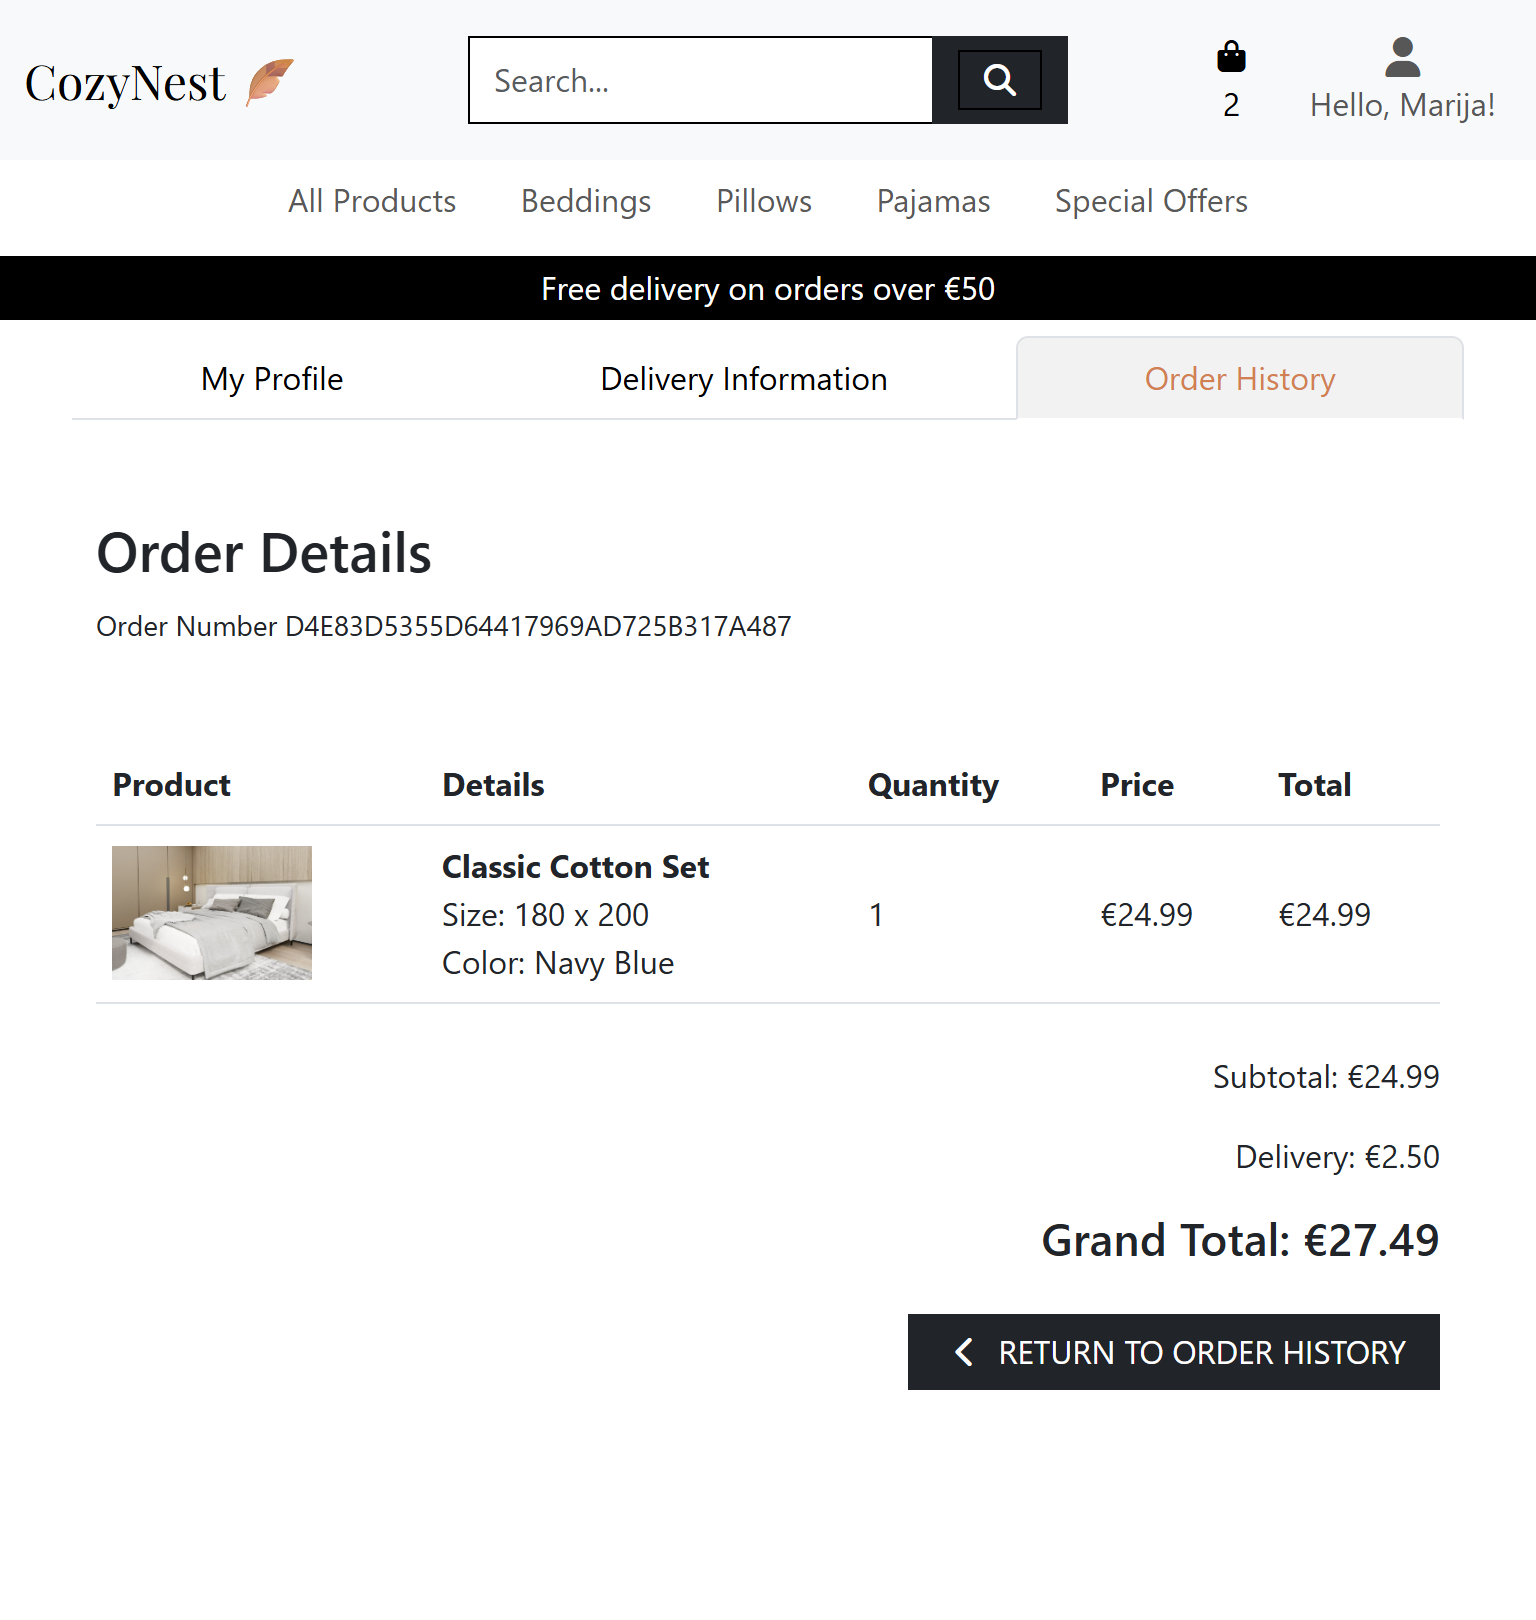 CozyNest
Search...
2
Hello, Marija!
All Products Beddings Pillows Pajamas Special Offers
Free delivery on orders over €50
My Profile Delivery Information Order History
Order Details
Order Number D4E83D5355D64417969AD725B317A487
Product Details Quantity Price Total
Classic Cotton Set
Size: 180 x 200
1 €24.99 €24.99
Color: Navy Blue
Subtotal: €24.99
Delivery: €2.50
Grand Total: €27.49
RETURN TO ORDER HISTORY